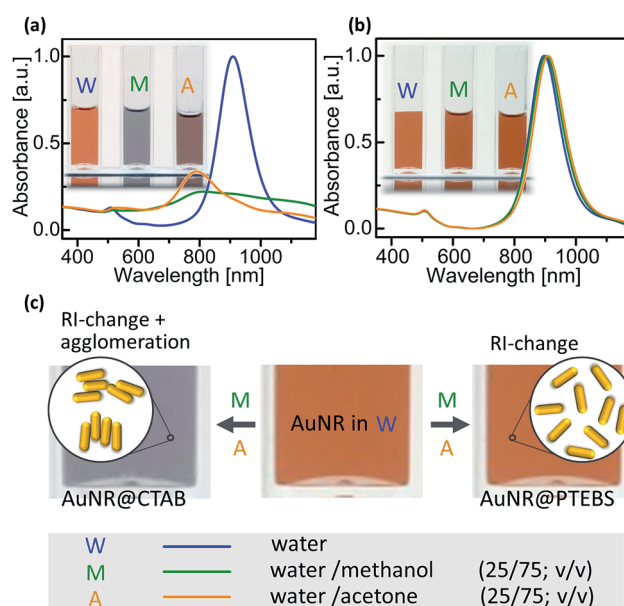 (a)
(b)
Absorbance [a.u.]
1.0
0.5
0.0
W
M
A
400
600
800
1000
Wavelength [nm]
Absorbance [a.u.]
1.0
0.5
0.0
W
M
A
400
600
800
1000
Wavelength [nm]
(c)
RI-change +
agglomeration
RI-change
M
A
AuNR in W
M
A
AuNR@CTAB
AuNR@PTEBS
W water
M water /methanol (25/75; v/v)
A water /acetone (25/75; v/v)